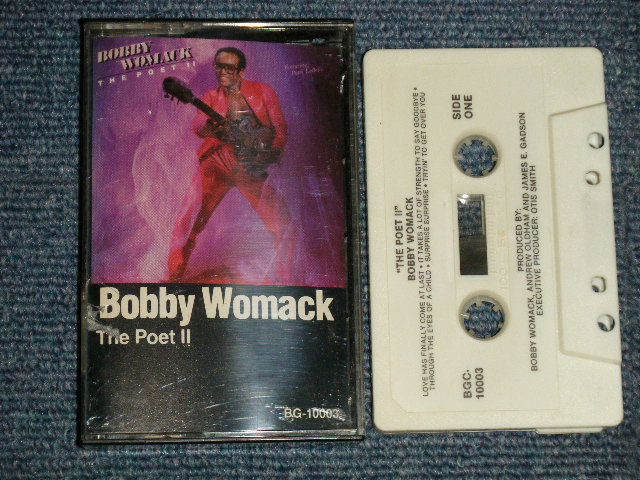 BOBBY
WOMACK
THE POET II
Featuring
Patti LaBelle
Bobby Womack
The Poet II
BG-10003
SIDE
ONE
"THE POET II"
BOBBY WOMACK
LOVE HAS FINALLY COME AT LAST • IT TAKES A LOT OF STRENGTH TO SAY GOODBYE •
THROUGH THE EYES OF A CHILD • SURPRISE SURPRISE • TRYIN' TO GET OVER YOU
BGC-
10003
PRODUCED BY:
BOBBY WOMACK, ANDREW OLDHAM AND JAMES E. GADSON
EXECUTIVE PRODUCER: OTIS SMITH